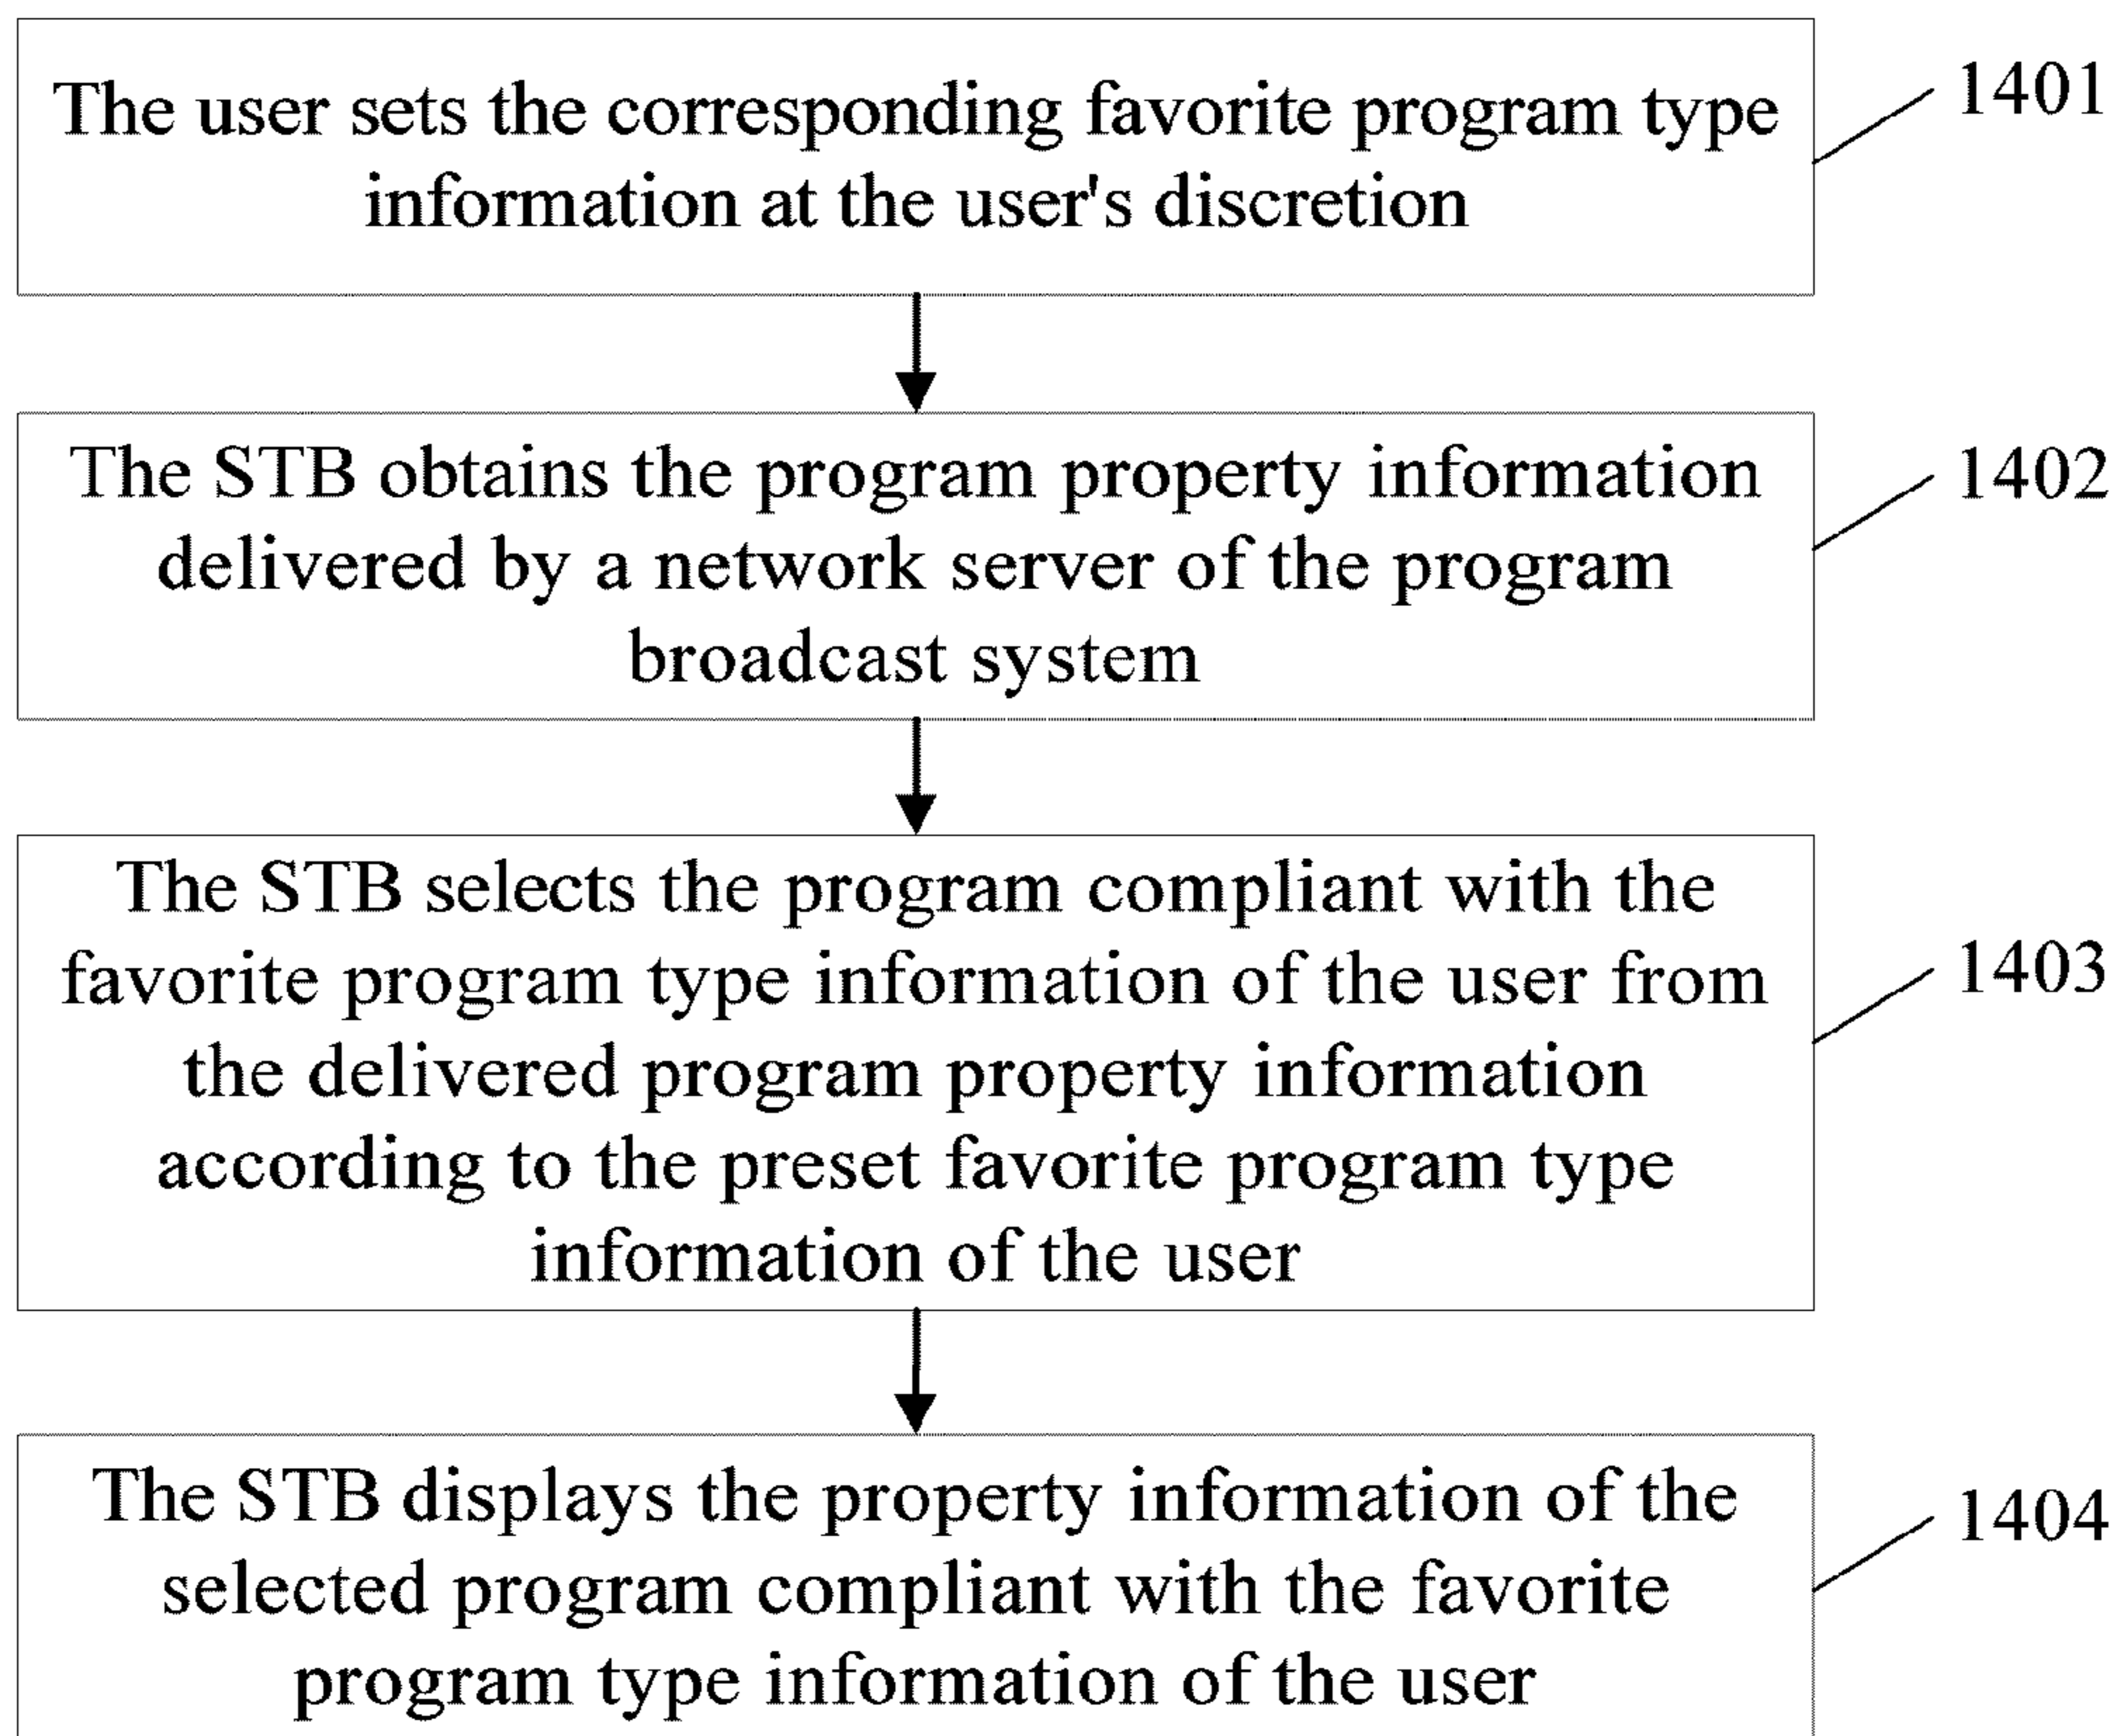 The user sets the corresponding favorite program type
information at the user's discretion
1401
The STB obtains the program property information
delivered by a network server of the program
broadcast system
1402
The STB selects the program compliant with the
favorite program type information of the user from
the delivered program property information
according to the preset favorite program type
information of the user
1403
The STB displays the property information of the
selected program compliant with the favorite
program type information of the user
1404